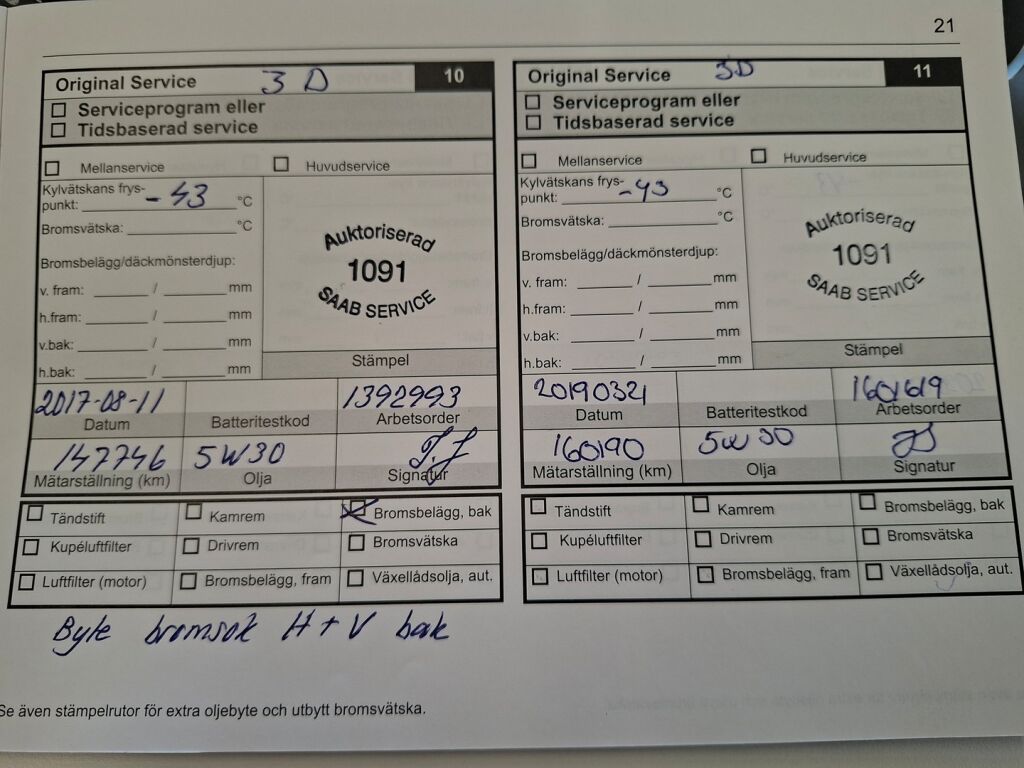 21
Original Service 3 D 10
Serviceprogram eller
Tidsbaserad service
Mellanservice Huvudservice
Kylvätskans frys-
punkt: -43 °C
Bromsvätska: °C
Bromsbelägg/däckmönsterdjup:
v. fram: / mm
h.fram: / mm
v.bak: / mm
h.bak: / mm
Auktoriserad
1091
SAAB SERVICE
Stämpel
2017-08-11 1392993
Datum Batteritestkod Arbetsorder
147746 5W30 T.J
Mätarställning (km) Olja Signatur
Tändstift Kamrem Bromsbelägg, bak
Kupéluftfilter Drivrem Bromsvätska
Luftfilter (motor) Bromsbelägg, fram Växellådsolja, aut.
Byte bromsok H+V bak
Original Service 3D 11
Serviceprogram eller
Tidsbaserad service
Mellanservice Huvudservice
Kylvätskans frys-
punkt: -43 °C
Bromsvätska: °C
Bromsbelägg/däckmönsterdjup:
v. fram: / mm
h.fram: / mm
v.bak: / mm
h.bak: / mm
Auktoriserad
1091
SAAB SERVICE
Stämpel
20190321 1601619
Datum Batteritestkod Arbetsorder
160190 5W30
Mätarställning (km) Olja Signatur
Tändstift Kamrem Bromsbelägg, bak
Kupéluftfilter Drivrem Bromsvätska
Luftfilter (motor) Bromsbelägg, fram Växellådsolja, aut.
Se även stämpelrutor för extra oljebyte och utbytt bromsvätska.